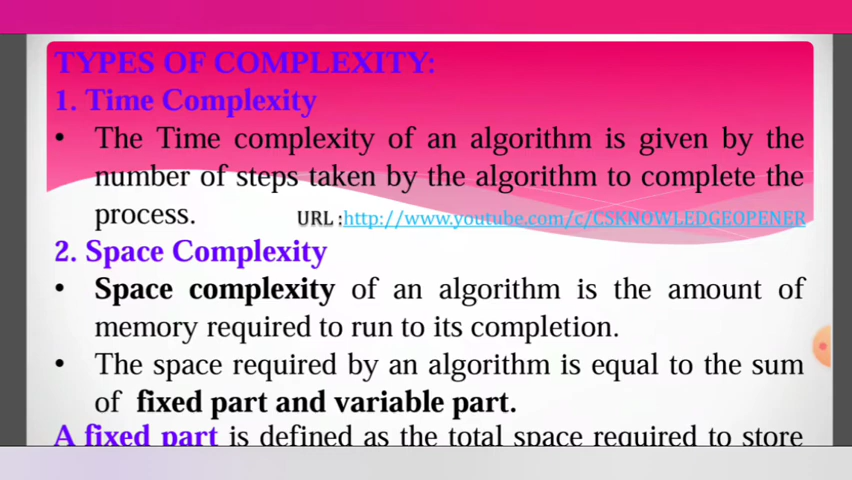 TYPES OF COMPLEXITY:
1. Time Complexity
• The Time complexity of an algorithm is given by the
number of steps taken by the algorithm to complete the
process. URL :http://www.youtube.com/c/CSKNOWLEDGEOPENER
2. Space Complexity
• Space complexity of an algorithm is the amount of
memory required to run to its completion.
• The space required by an algorithm is equal to the sum
of fixed part and variable part.
A fixed part is defined as the total space required to store